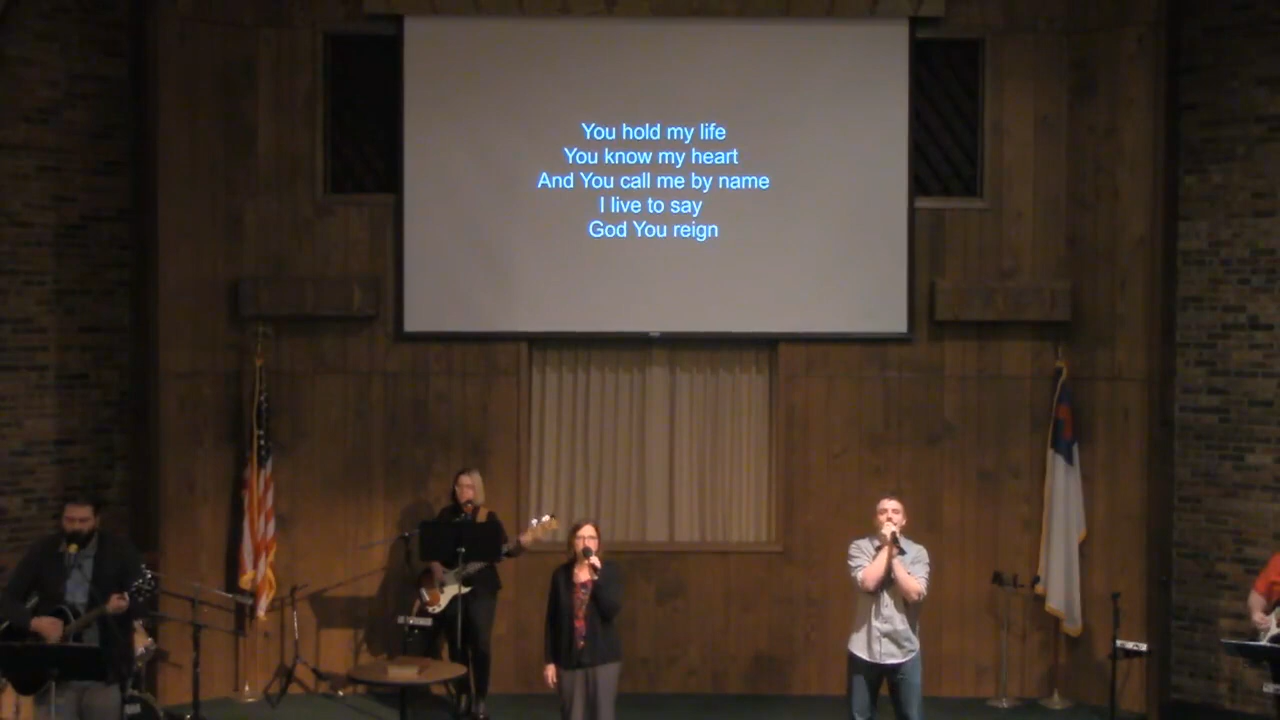 You hold my life
You know my heart
And You call me by name
I live to say
God You reign